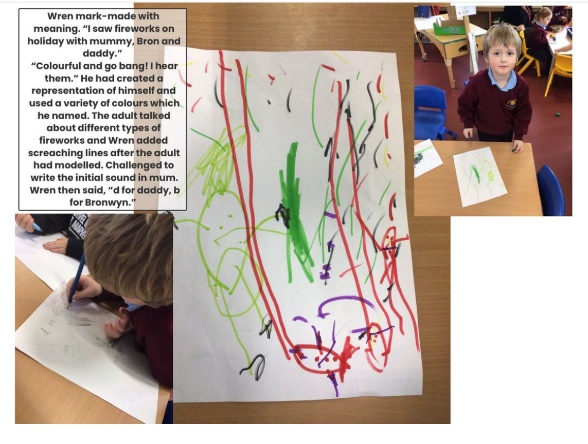 Wren mark-made with
meaning. “I saw fireworks on
holiday with mummy, Bron and
daddy.”
“Colourful and go bang! I hear
them.” He had created a
representation of himself and
used a variety of colours which
he named. The adult talked
about different types of
fireworks and Wren added
screaching lines after the adult
had modelled. Challenged to
write the initial sound in mum.
Wren then said, “d for daddy, b
for Bronwyn.”